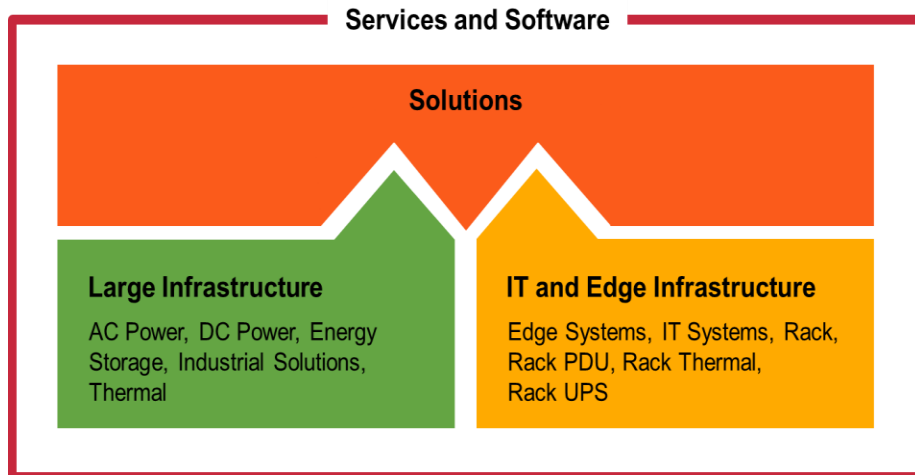 Services and Software
Solutions
Large Infrastructure
AC Power, DC Power, Energy
Storage, Industrial Solutions,
Thermal
IT and Edge Infrastructure
Edge Systems, IT Systems, Rack,
Rack PDU, Rack Thermal,
Rack UPS